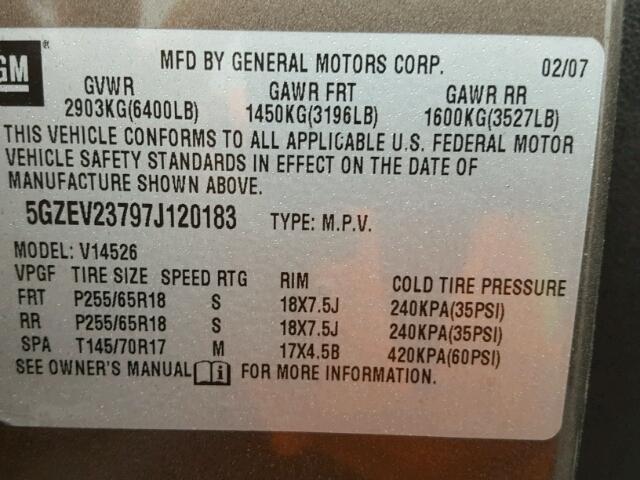 GM ®
MFD BY GENERAL MOTORS CORP. 02/07
GVWR GAWR FRT GAWR RR
2903KG(6400LB) 1450KG(3196LB) 1600KG(3527LB)
THIS VEHICLE CONFORMS TO ALL APPLICABLE U.S. FEDERAL MOTOR
VEHICLE SAFETY STANDARDS IN EFFECT ON THE DATE OF
MANUFACTURE SHOWN ABOVE.
5GZEV23797J120183 TYPE: M.P.V.
MODEL: V14526
VPGF TIRE SIZE SPEED RTG RIM COLD TIRE PRESSURE
FRT P255/65R18 S 18X7.5J 240KPA(35PSI)
RR P255/65R18 S 18X7.5J 240KPA(35PSI)
SPA T145/70R17 M 17X4.5B 420KPA(60PSI)
SEE OWNER'S MANUAL i FOR MORE INFORMATION.